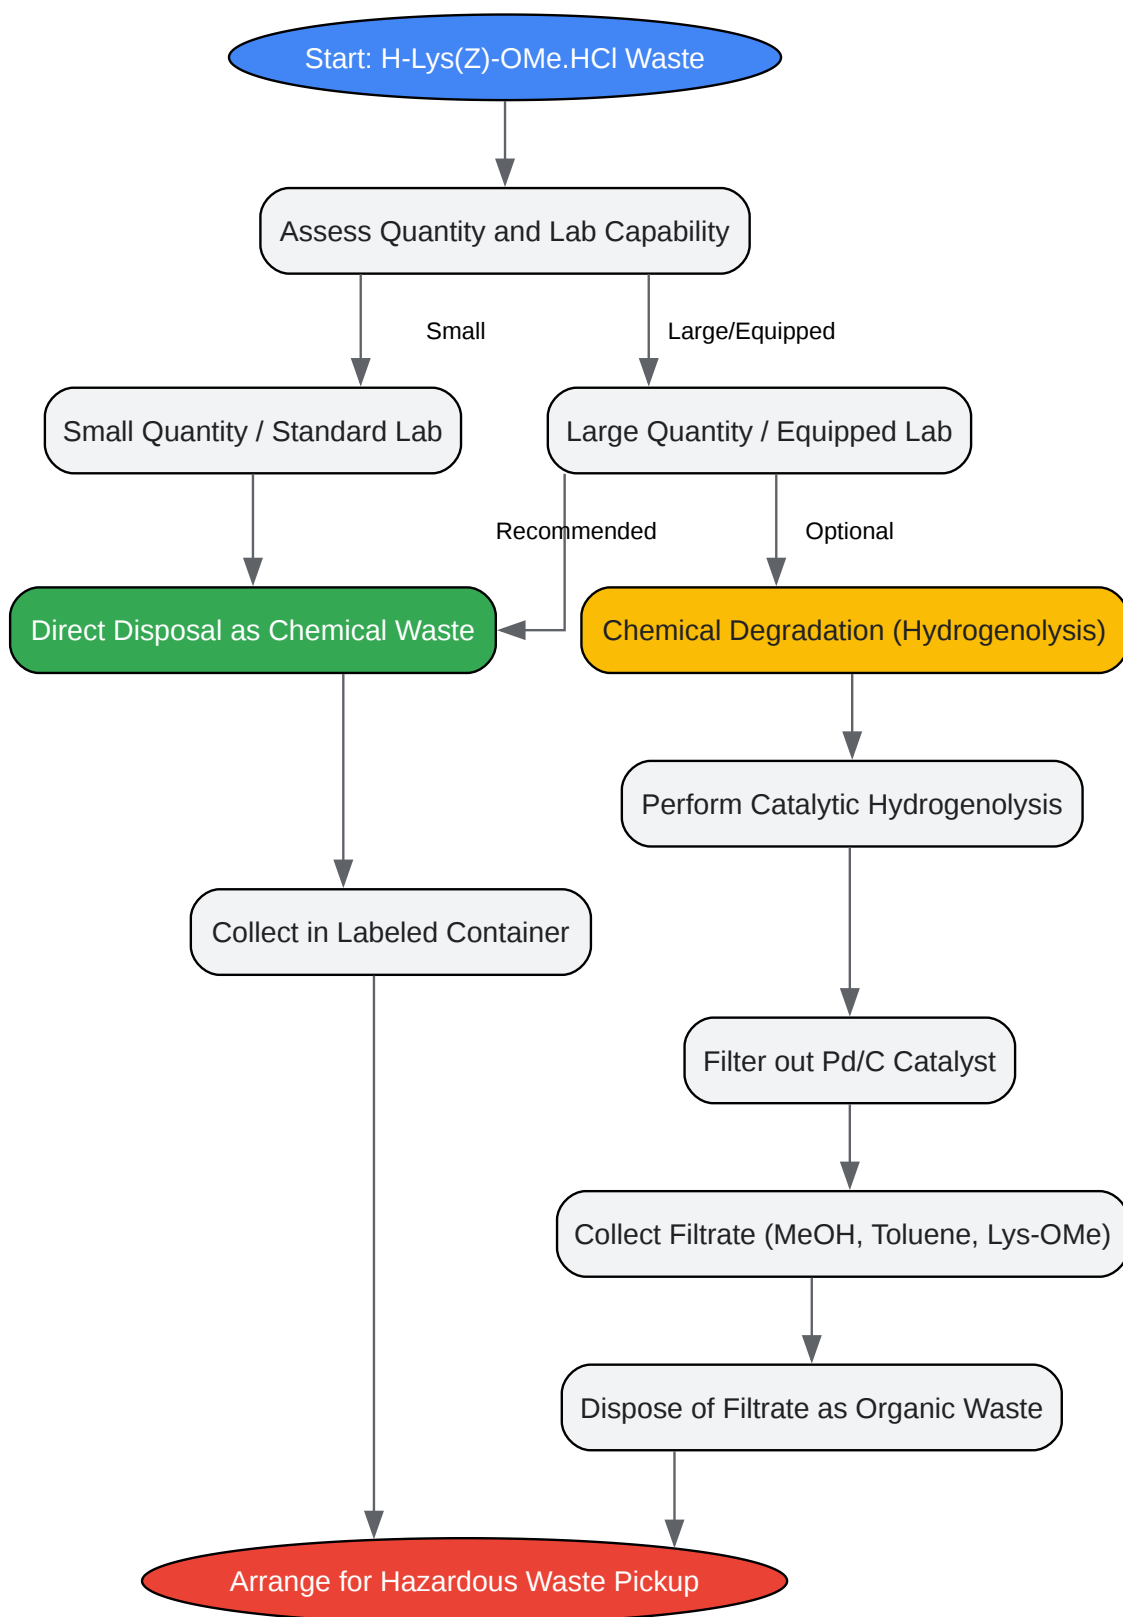 Start: H-Lys(Z)-OMe.HCl Waste
Assess Quantity and Lab Capability
Small
Large/Equipped
Small Quantity / Standard Lab
Large Quantity / Equipped Lab
Recommended
Optional
Direct Disposal as Chemical Waste
Chemical Degradation (Hydrogenolysis)
Perform Catalytic Hydrogenolysis
Collect in Labeled Container
Filter out Pd/C Catalyst
Collect Filtrate (MeOH, Toluene, Lys-OMe)
Dispose of Filtrate as Organic Waste
Arrange for Hazardous Waste Pickup